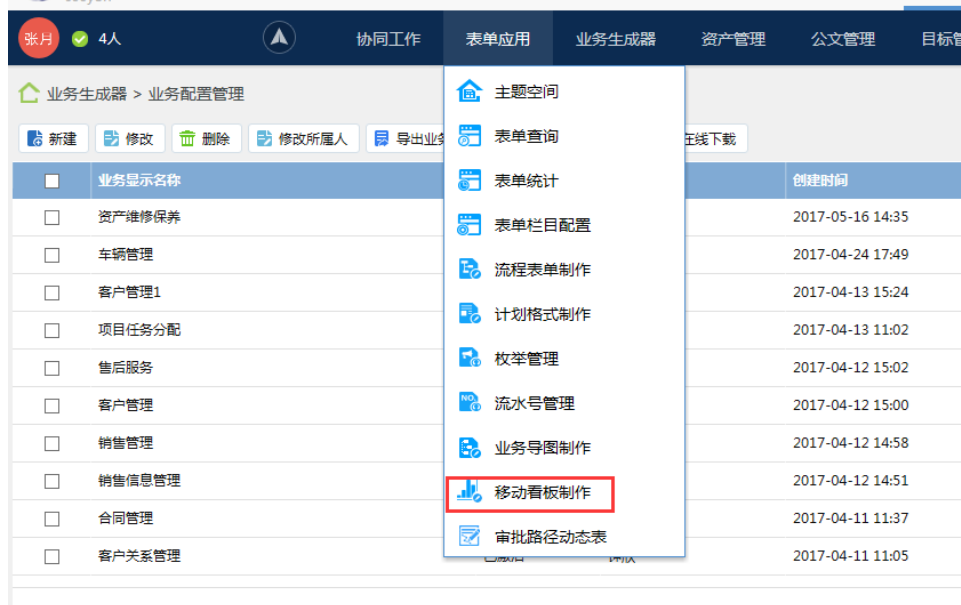 张月 4人 协同工作 表单应用 业务生成器 资产管理 公文管理 目标管
业务生成器 > 业务配置管理
新建 修改 删除 修改所属人 导出业务 在线下载
业务显示名称 创建时间
资产维修保养 2017-05-16 14:35
车辆管理 2017-04-24 17:49
客户管理1 2017-04-13 15:24
项目任务分配 2017-04-13 11:02
售后服务 2017-04-12 15:02
客户管理 2017-04-12 15:00
销售管理 2017-04-12 14:58
销售信息管理 2017-04-12 14:51
合同管理 2017-04-11 11:37
客户关系管理 2017-04-11 11:05
主题空间
表单查询
表单统计
表单栏目配置
流程表单制作
计划格式制作
枚举管理
流水号管理
业务导图制作
移动看板制作
审批路径动态表